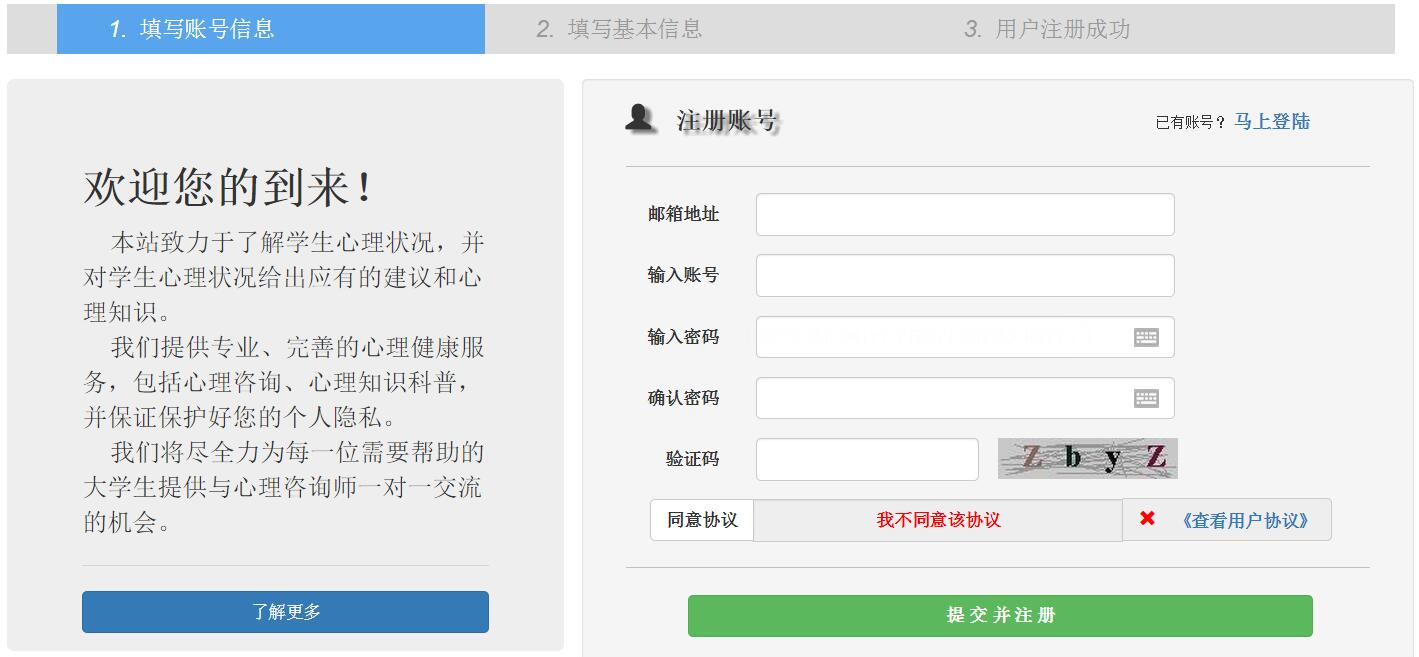 1. 填写账号信息
2. 填写基本信息
3. 用户注册成功
欢迎您的到来！
本站致力于了解学生心理状况，并
对学生心理状况给出应有的建议和心
理知识。
我们提供专业、完善的心理健康服
务，包括心理咨询、心理知识科普，
并保证保护好您的个人隐私。
我们将尽全力为每一位需要帮助的
大学生提供与心理咨询师一对一交流
的机会。
了解更多
注册账号
已有账号？ 马上登陆
邮箱地址
输入账号
输入密码
确认密码
验证码
Z b y Z
同意协议 我不同意该协议 《查看用户协议》
提 交 并 注 册